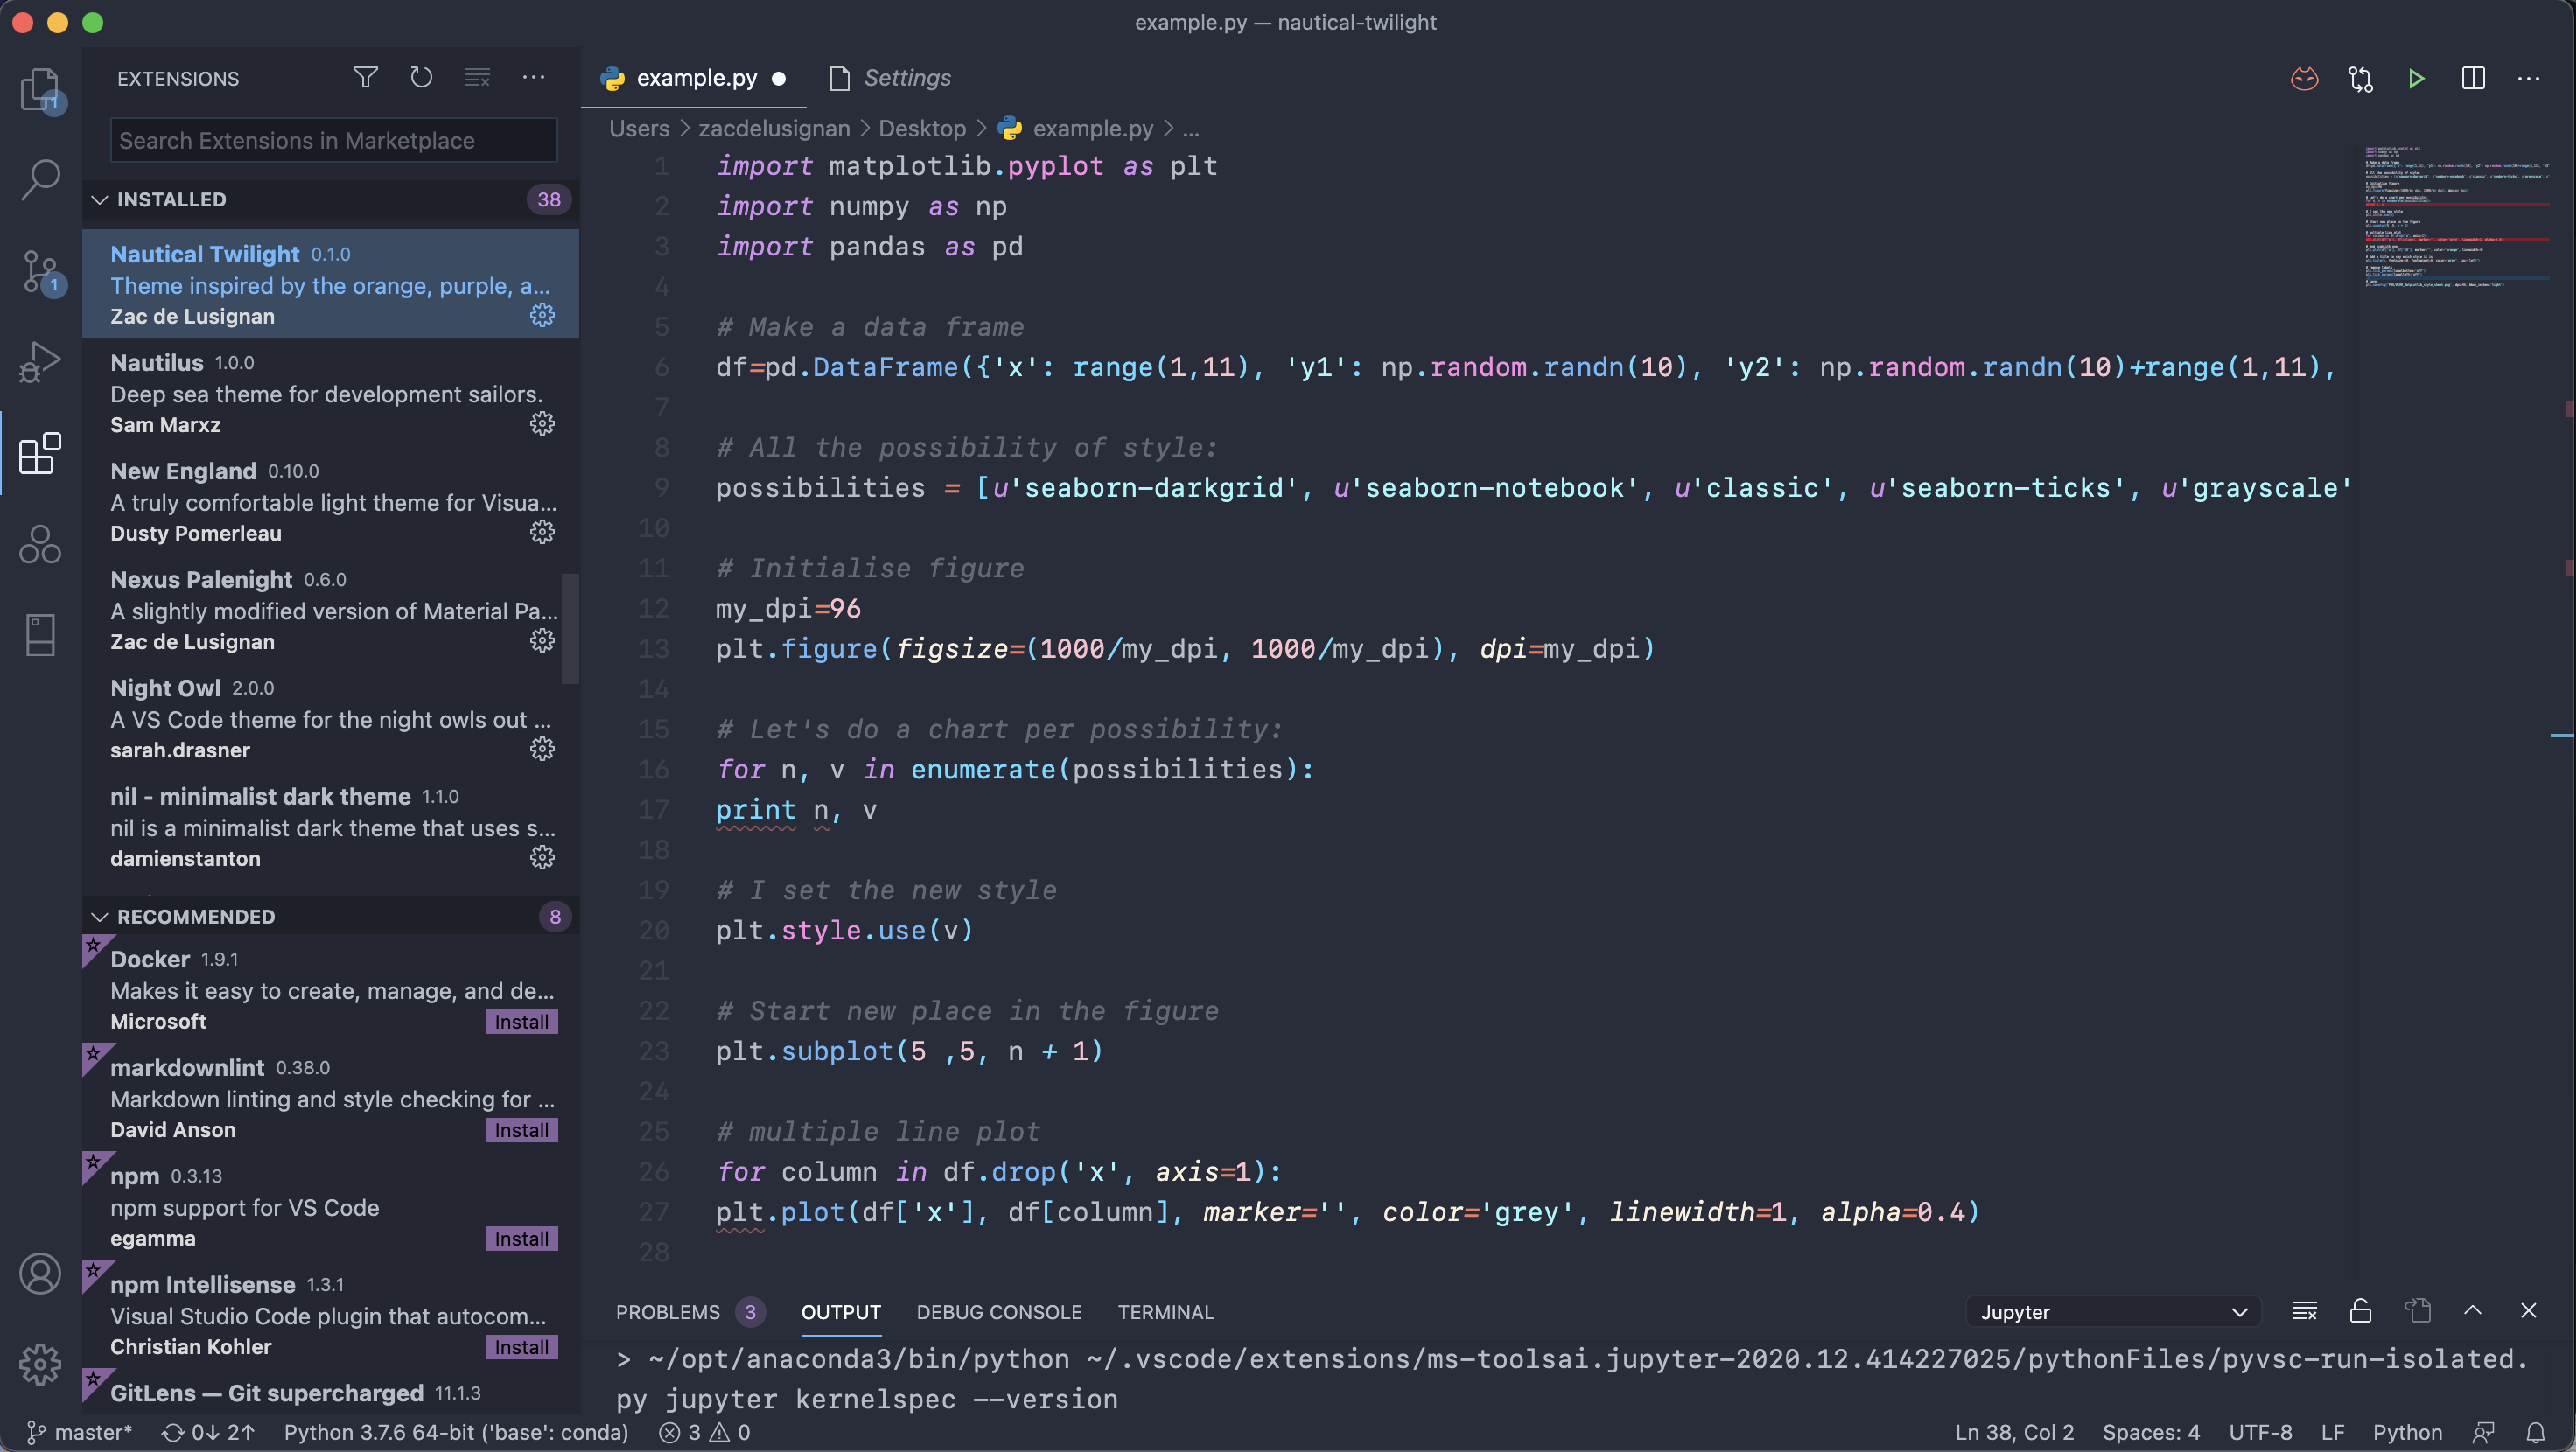 example.py — nautical-twilight
EXTENSIONS
Search Extensions in Marketplace
INSTALLED 38
Nautical Twilight 0.1.0
Theme inspired by the orange, purple, a...
Zac de Lusignan
Nautilus 1.0.0
Deep sea theme for development sailors.
Sam Marxz
New England 0.10.0
A truly comfortable light theme for Visua...
Dusty Pomerleau
Nexus Palenight 0.6.0
A slightly modified version of Material Pa...
Zac de Lusignan
Night Owl 2.0.0
A VS Code theme for the night owls out ...
sarah.drasner
nil - minimalist dark theme 1.1.0
nil is a minimalist dark theme that uses s...
damienstanton
RECOMMENDED 8
Docker 1.9.1
Makes it easy to create, manage, and de...
Microsoft Install
markdownlint 0.38.0
Markdown linting and style checking for ...
David Anson Install
npm 0.3.13
npm support for VS Code
egamma Install
npm Intellisense 1.3.1
Visual Studio Code plugin that autocom...
Christian Kohler Install
GitLens — Git supercharged 11.1.3
1
1
example.py ● Settings
Users > zacdelusignan > Desktop > example.py > ...
1 import matplotlib.pyplot as plt
2 import numpy as np
3 import pandas as pd
4
5 # Make a data frame
6 df=pd.DataFrame({'x': range(1,11), 'y1': np.random.randn(10), 'y2': np.random.randn(10)+range(1,11),
7
8 # All the possibility of style:
9 possibilities = [u'seaborn-darkgrid', u'seaborn-notebook', u'classic', u'seaborn-ticks', u'grayscale'
10
11 # Initialise figure
12 my_dpi=96
13 plt.figure(figsize=(1000/my_dpi, 1000/my_dpi), dpi=my_dpi)
14
15 # Let's do a chart per possibility:
16 for n, v in enumerate(possibilities):
17 print n, v
18
19 # I set the new style
20 plt.style.use(v)
21
22 # Start new place in the figure
23 plt.subplot(5 ,5, n + 1)
24
25 # multiple line plot
26 for column in df.drop('x', axis=1):
27 plt.plot(df['x'], df[column], marker='', color='grey', linewidth=1, alpha=0.4)
28
PROBLEMS 3 OUTPUT DEBUG CONSOLE TERMINAL Jupyter
> ~/opt/anaconda3/bin/python ~/.vscode/extensions/ms-toolsai.jupyter-2020.12.414227025/pythonFiles/pyvsc-run-isolated.
py jupyter kernelspec --version
master* 0↓ 2↑ Python 3.7.6 64-bit ('base': conda) 3 0 Ln 38, Col 2 Spaces: 4 UTF-8 LF Python